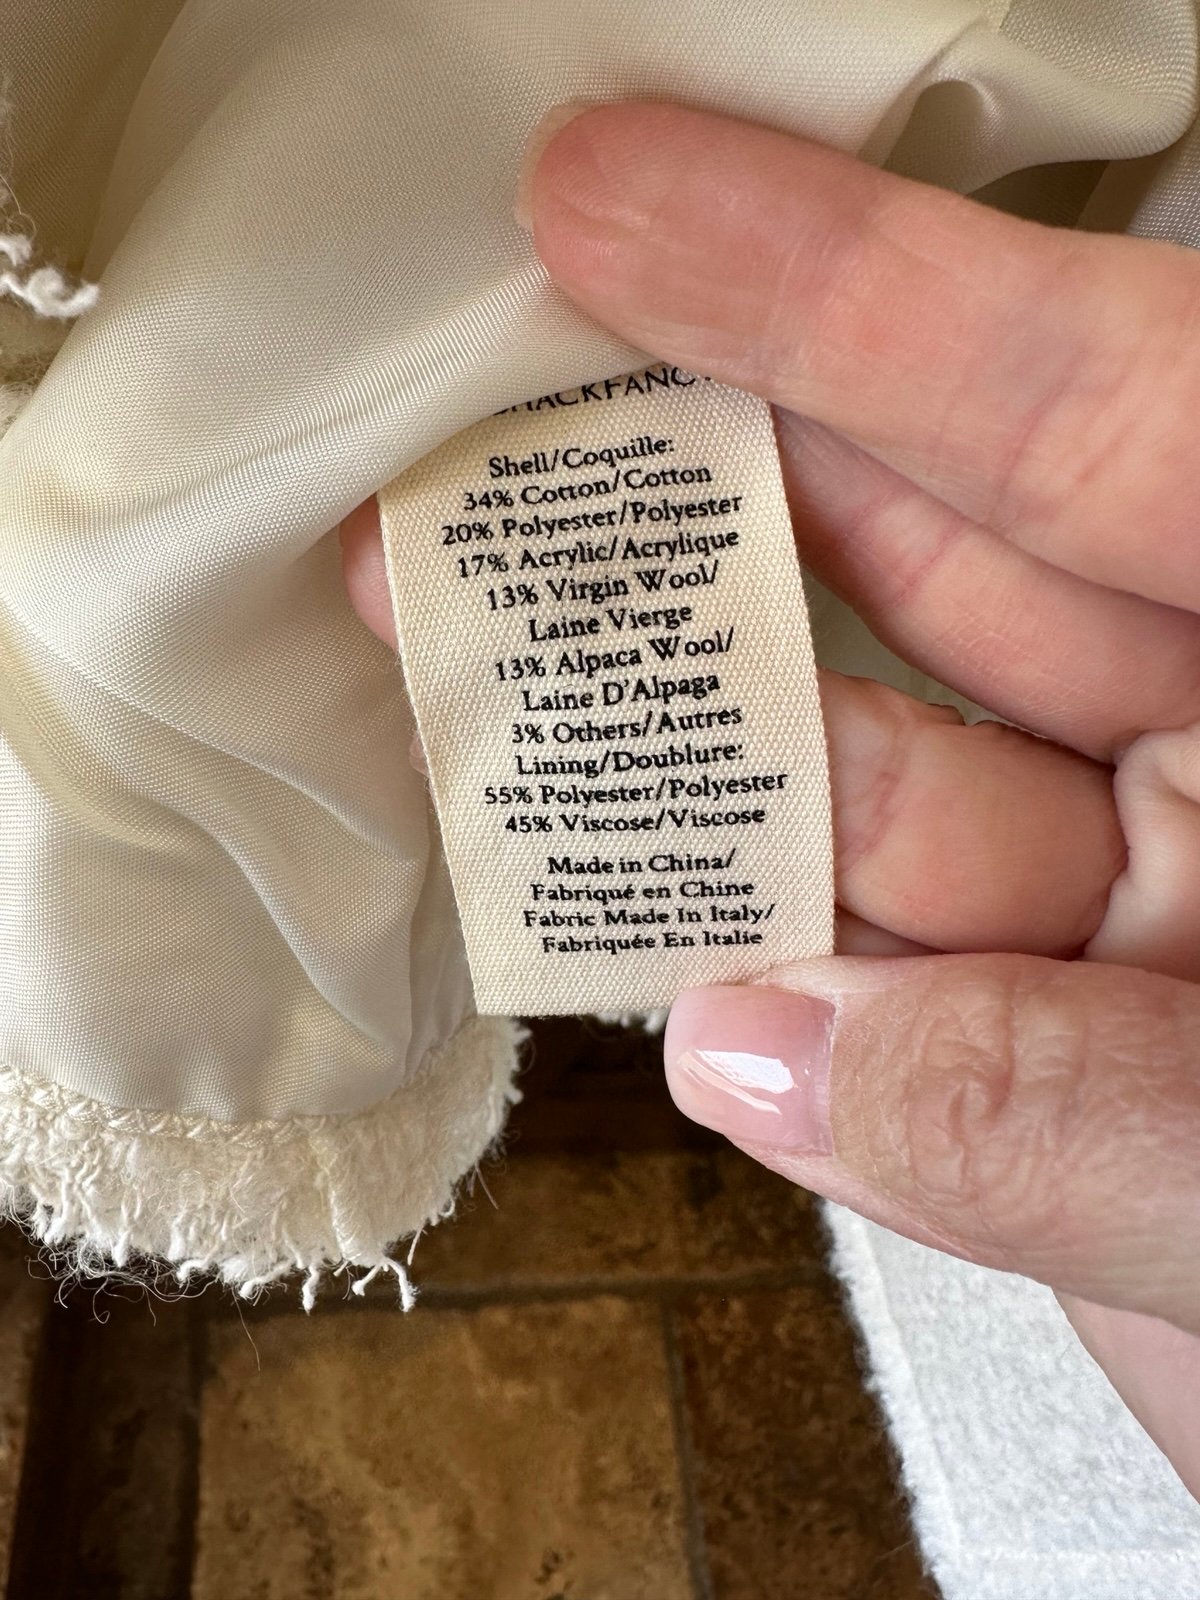 Shell/Coquille:
34% Cotton/Cotton
20% Polyester/Polyester
17% Acrylic/Acrylique
13% Virgin Wool/
Laine Vierge
13% Alpaca Wool/
Laine D'Alpaga
3% Others/Autres
Lining/Doublure:
55% Polyester/Polyester
45% Viscose/Viscose
Made in China/
Fabriqué en Chine
Fabric Made In Italy/
Fabriquée En Italie